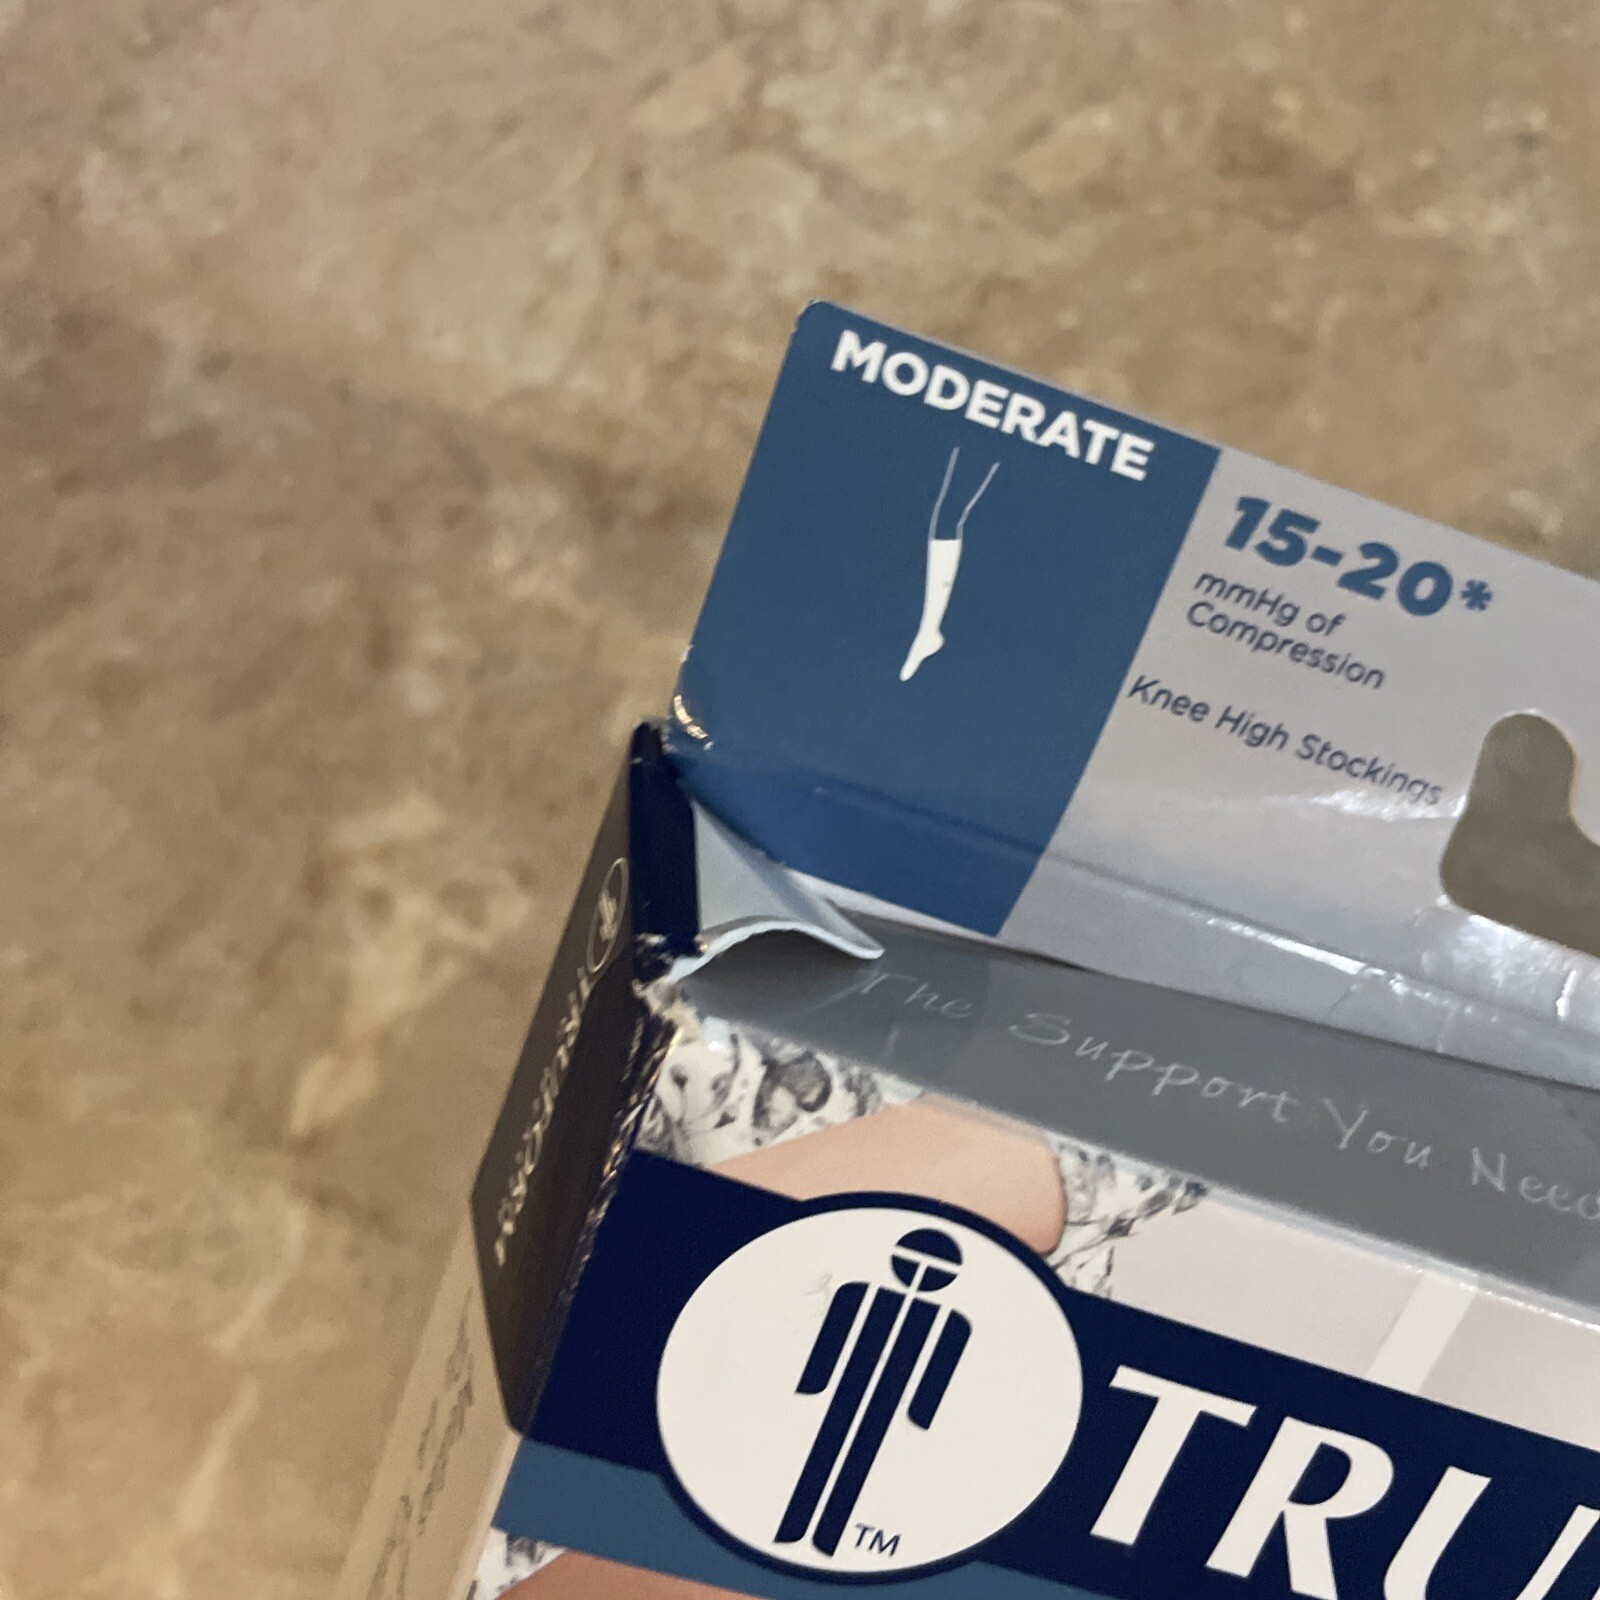 MODERATE
15-20*
mmHg of
Compression
Knee High Stockings
The Support You Need
TRU
TM